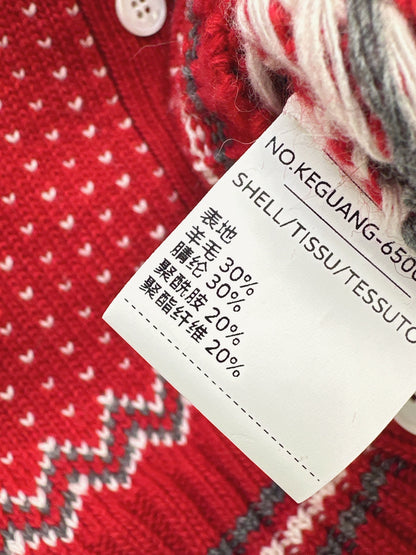 NO.KEGUANG-650
SHELL/TISSU/TESSUTO
表地
羊毛 30%
腈纶 30%
聚酰胺 20%
聚酯纤维 20%